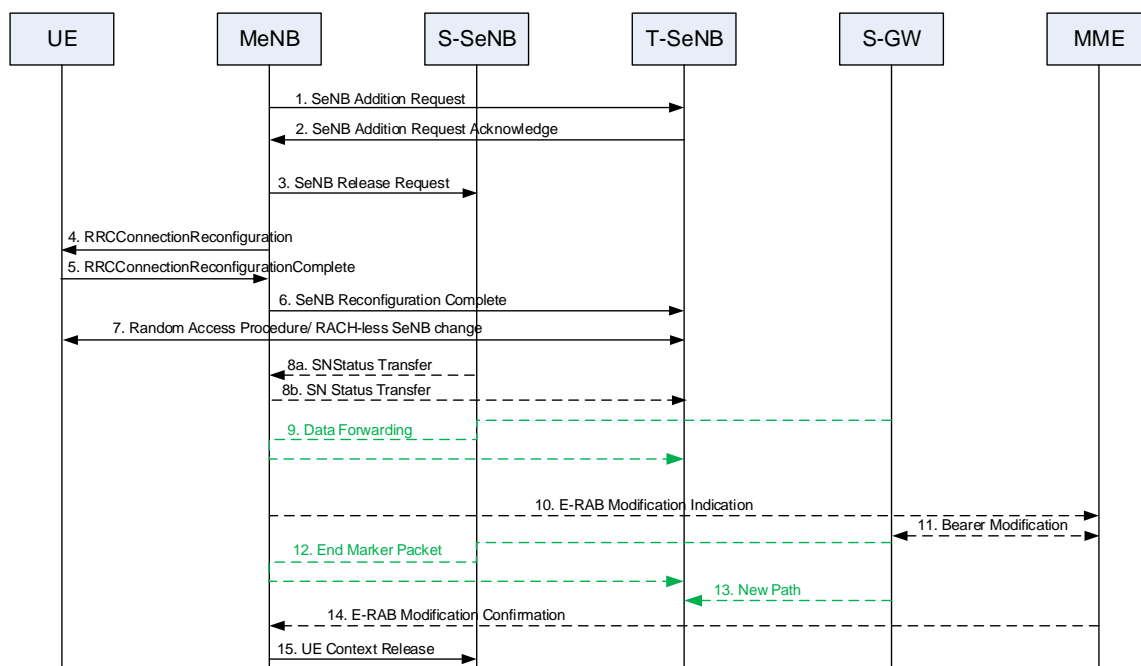 UE
MeNB
S-SeNB
T-SeNB
S-GW
MME
1. SeNB Addition Request
2. SeNB Addition Request Acknowledge
3. SeNB Release Request
4. RRCConnectionReconfiguration
5. RRCConnectionReconfigurationComplete
6. SeNB Reconfiguration Complete
7. Random Access Procedure/ RACH-less SeNB change
8a. SNStatus Transfer
8b. SN Status Transfer
9. Data Forwarding
10. E-RAB Modification Indication
11. Bearer Modification
12. End Marker Packet
13. New Path
14. E-RAB Modification Confirmation
15. UE Context Release